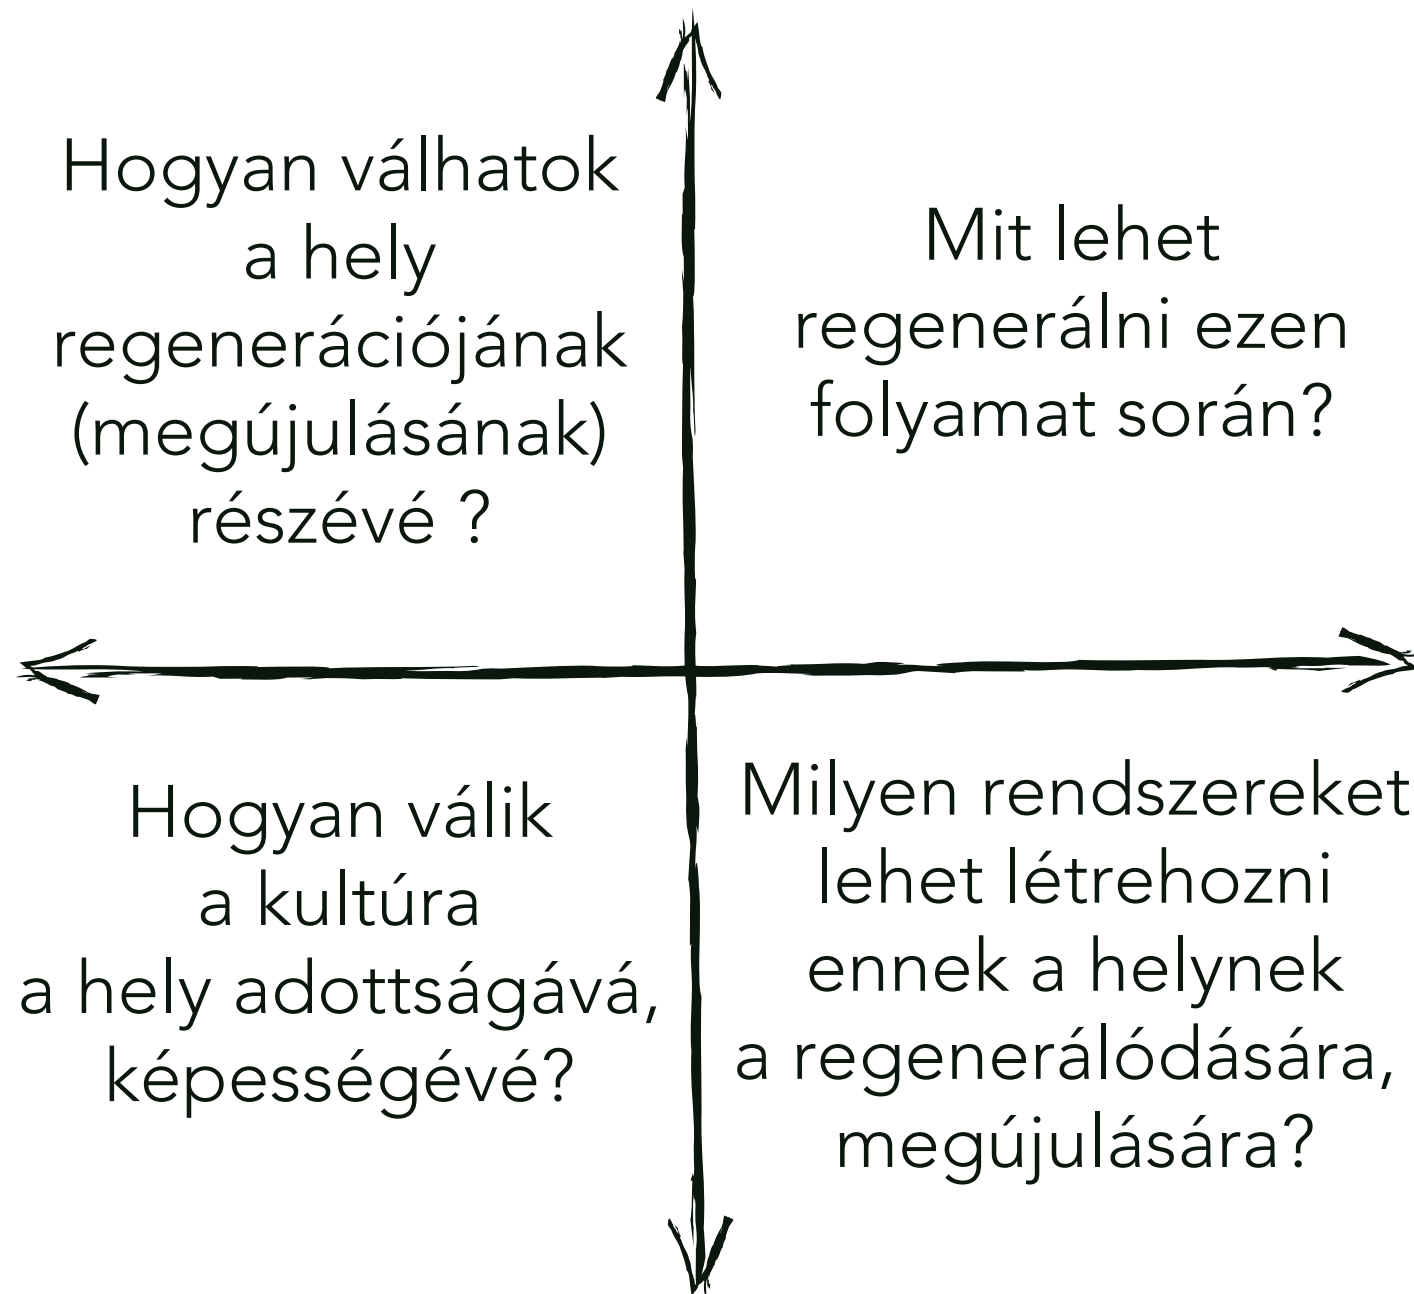 Hogyan válhatok
a hely
regenerációjának
(megújulásának)
részévé ?
Mit lehet
regenerálni ezen
folyamat során?
Hogyan válik
a kultúra
a hely adottságává,
képességévé?
Milyen rendszereket
lehet létrehozni
ennek a helynek
a regenerálódására,
megújulására?